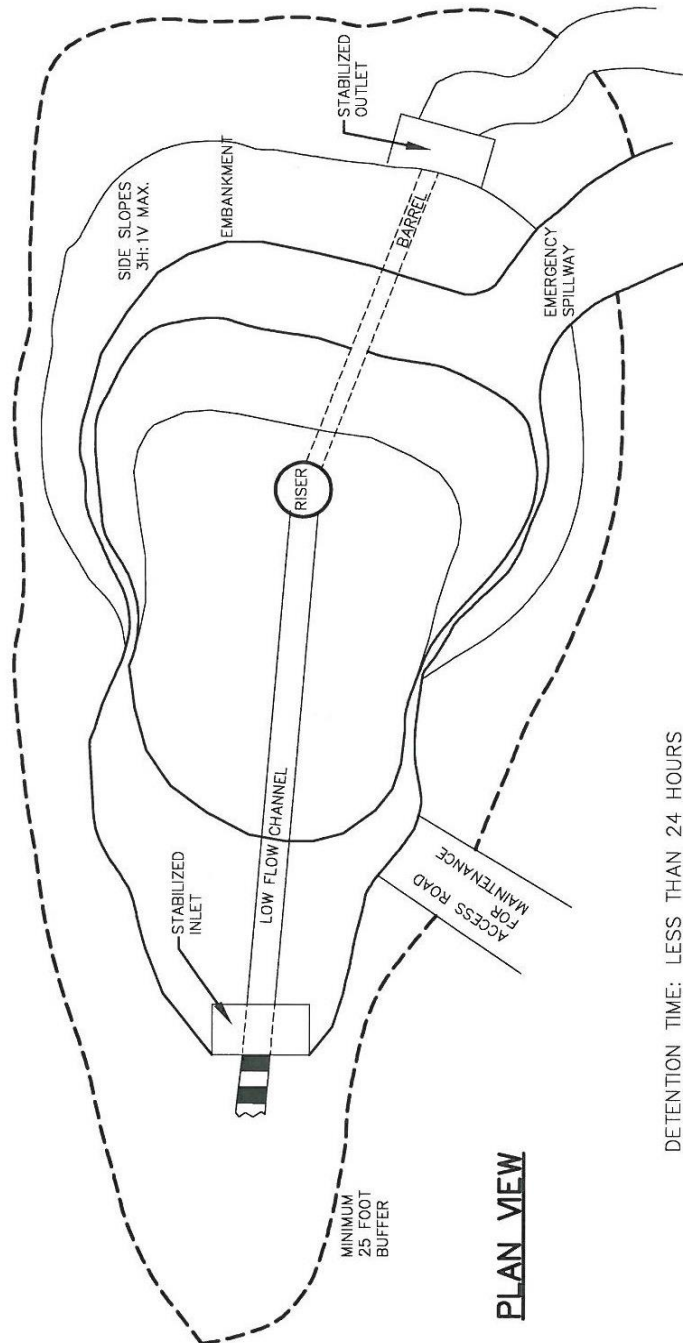 SIDE SLOPES
3H:1V MAX.
EMBANKMENT
STABILIZED
OUTLET
BARREL
RISER
EMERGENCY
SPILLWAY
STABILIZED
INLET
LOW FLOW CHANNEL
ACCESS ROAD
FOR
MAINTENANCE
MINIMUM
25 FOOT
BUFFER
PLAN VIEW
DETENTION TIME: LESS THAN 24 HOURS